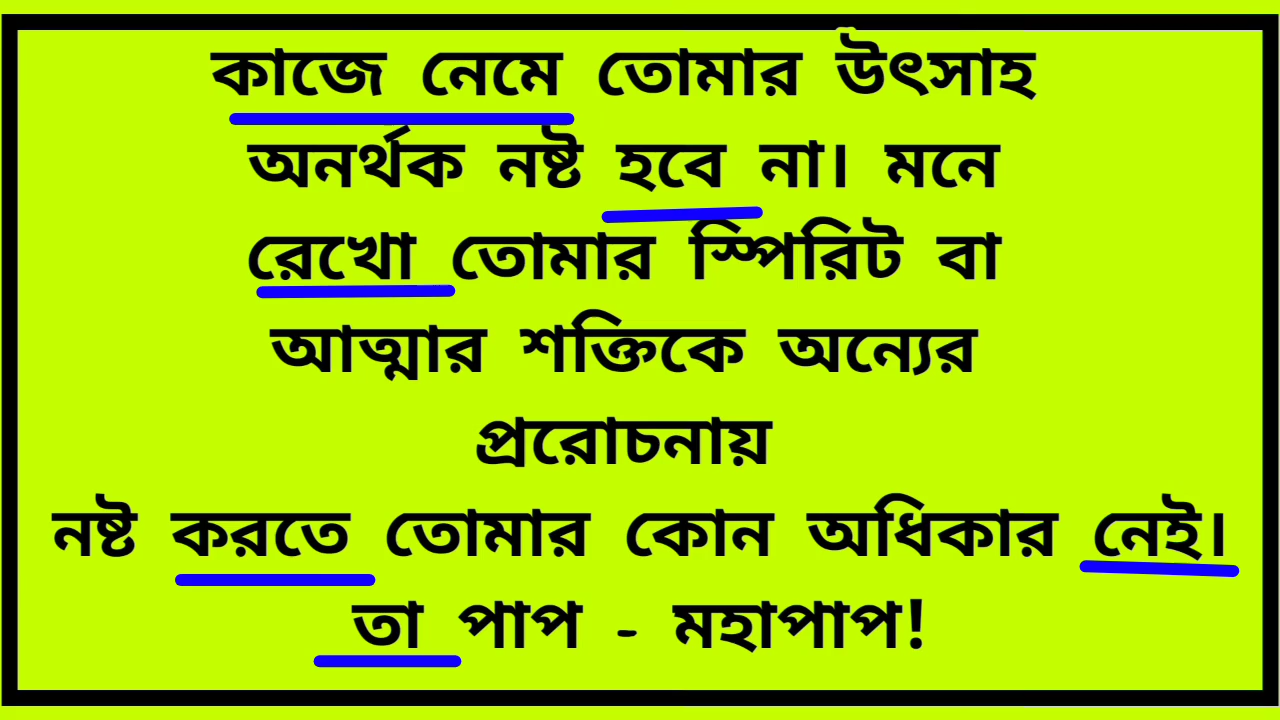 কাজে নেমে তোমার উৎসাহ
অনর্থক নষ্ট হবে না। মনে
রেখো তোমার স্পিরিট বা
আত্মার শক্তিকে অন্যের
প্ররোচনায়
নষ্ট করতে তোমার কোন অধিকার নেই।
তা পাপ - মহাপাপ!